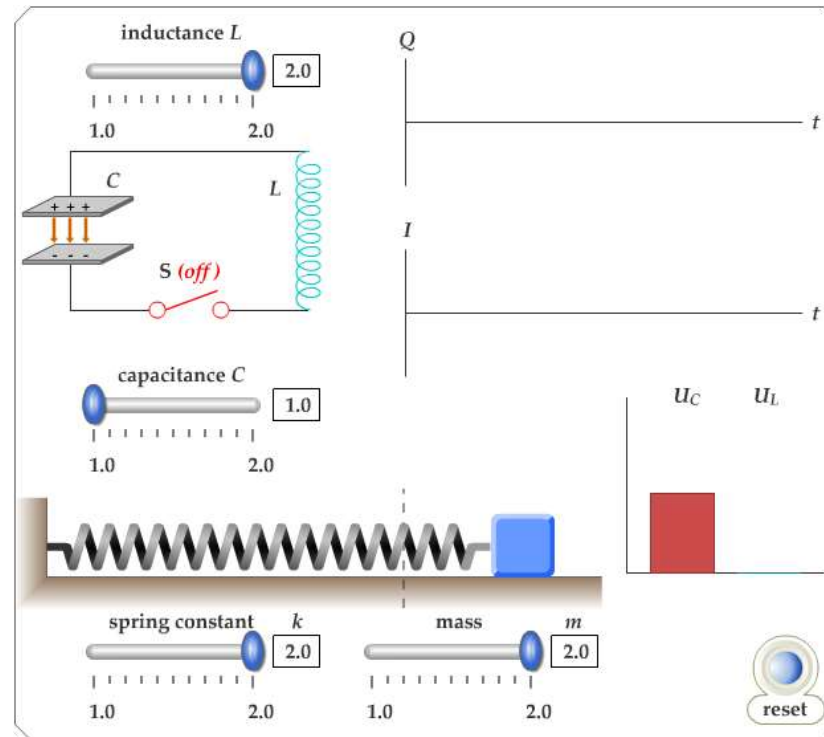 inductance L
2.0
1.0 2.0
C
+ + +
- - -
L
S (off)
capacitance C
1.0
1.0 2.0
Q
t
I
t
uC uL
spring constant k
2.0
1.0 2.0
mass m
2.0
1.0 2.0
reset